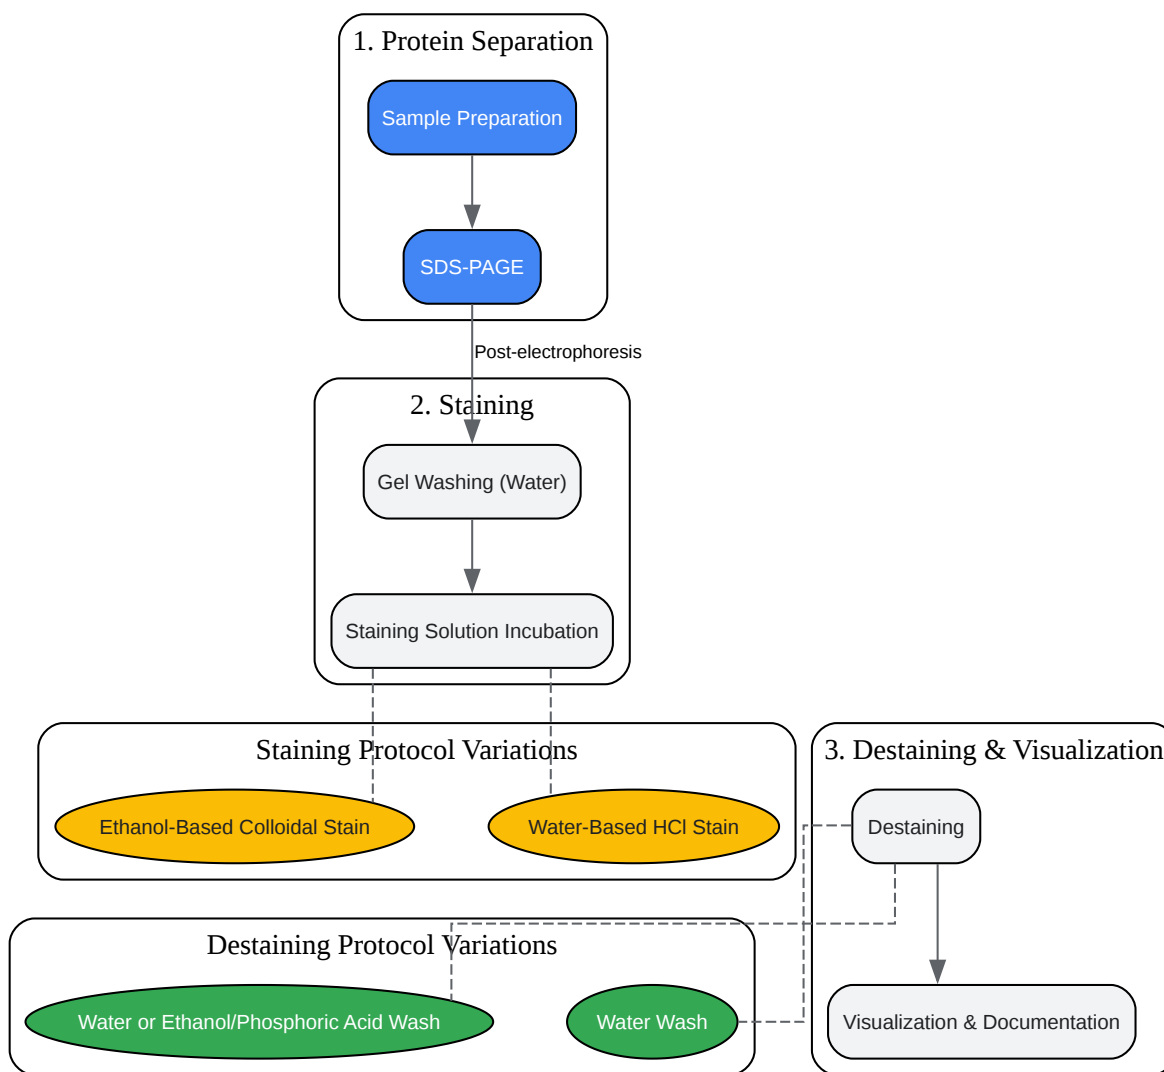 1. Protein Separation
Sample Preparation
SDS-PAGE
Post-electrophoresis
2. Staining
Gel Washing (Water)
Staining Solution Incubation
Staining Protocol Variations
Ethanol-Based Colloidal Stain
Water-Based HCl Stain
3. Destaining & Visualization
Destaining
Destaining Protocol Variations
Water or Ethanol/Phosphoric Acid Wash
Water Wash
Visualization & Documentation